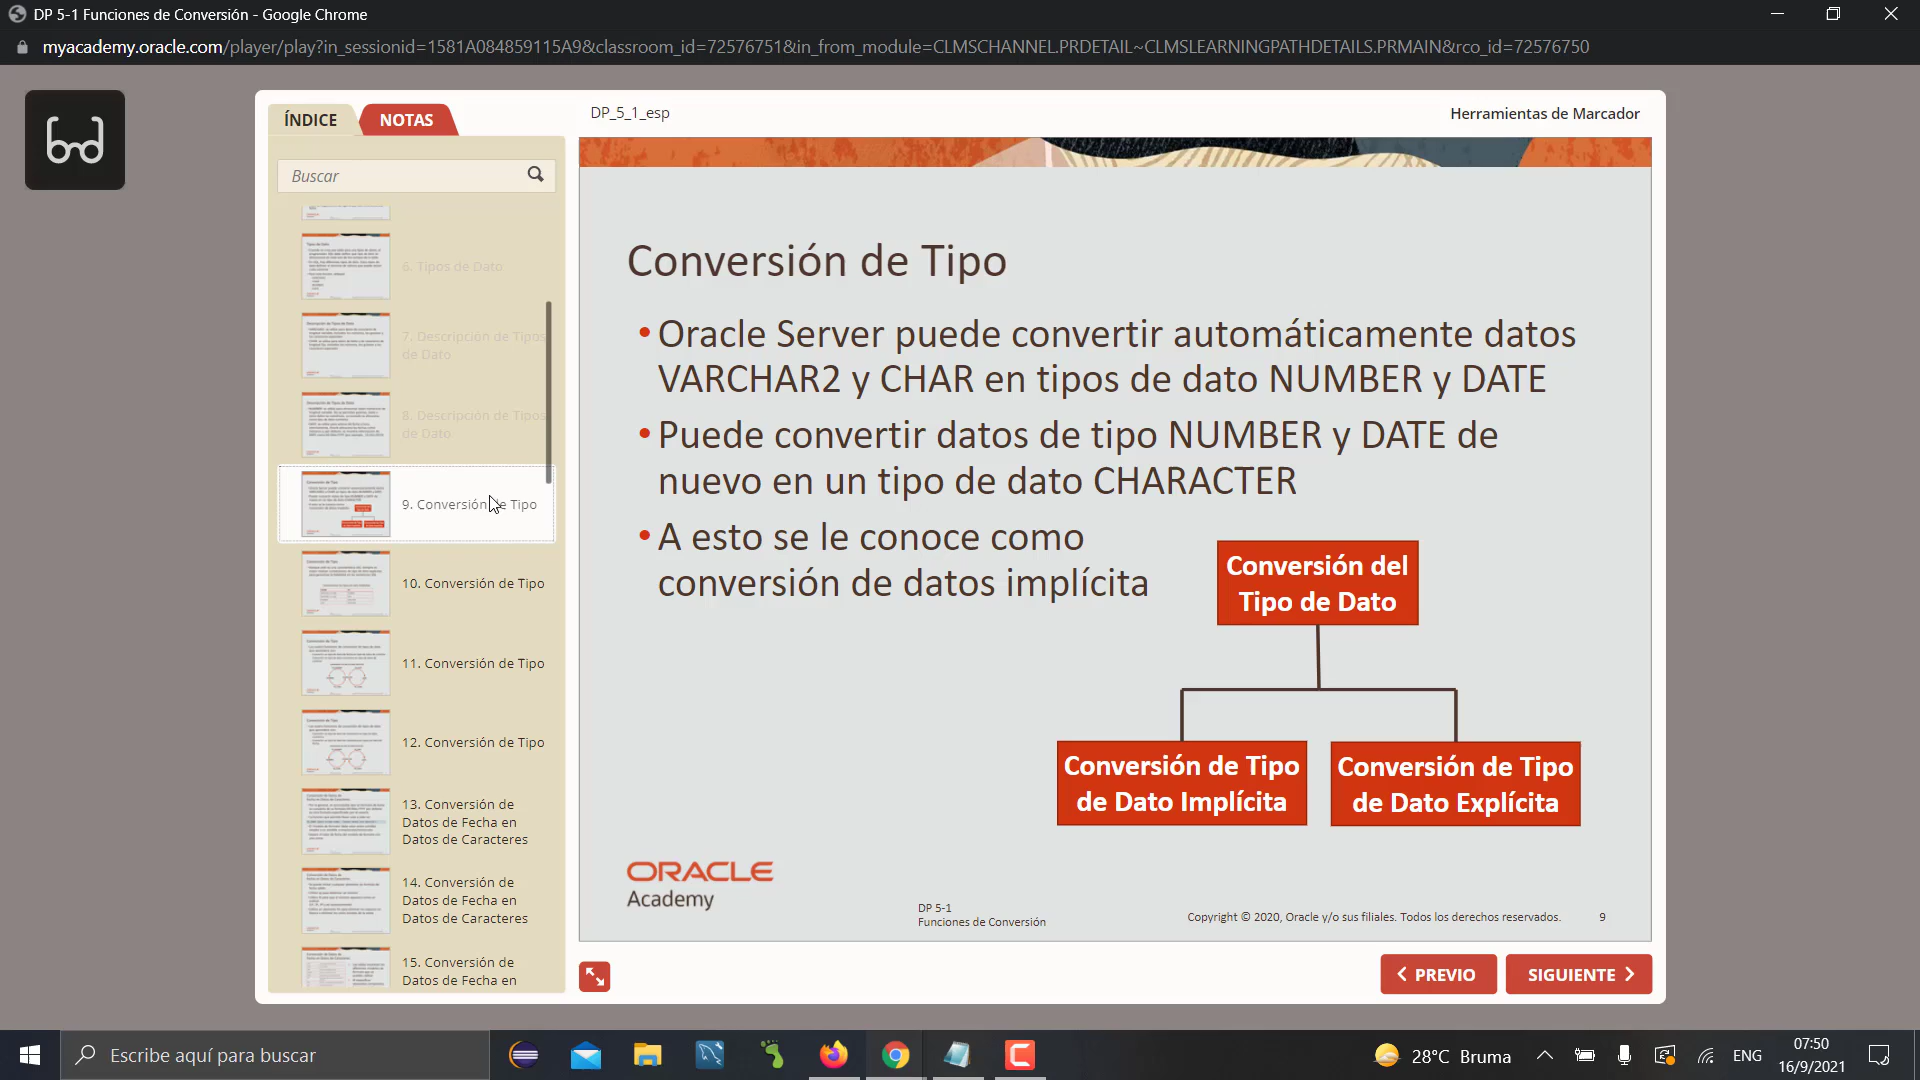 DP 5-1 Funciones de Conversión - Google Chrome
myacademy.oracle.com/player/play?in_sessionid=1581A084859115A9&classroom_id=72576751&in_from_module=CLMSCHANNEL.PRDETAIL~CLMSLEARNINGPATHDETAILS.PRMAIN&rco_id=72576750
ÍNDICE
NOTAS
DP_5_1_esp
Herramientas de Marcador
Buscar
6. Tipos de Dato
7. Descripción de Tipos
de Dato
8. Descripción de Tipos
de Dato
9. Conversión de Tipo
10. Conversión de Tipo
11. Conversión de Tipo
12. Conversión de Tipo
13. Conversión de
Datos de Fecha en
Datos de Caracteres
14. Conversión de
Datos de Fecha en
Datos de Caracteres
15. Conversión de
Datos de Fecha en
Conversión de Tipo
•Oracle Server puede convertir automáticamente datos
VARCHAR2 y CHAR en tipos de dato NUMBER y DATE
•Puede convertir datos de tipo NUMBER y DATE de
nuevo en un tipo de dato CHARACTER
•A esto se le conoce como
conversión de datos implícita
Conversión del
Tipo de Dato
Conversión de Tipo
de Dato Implícita
Conversión de Tipo
de Dato Explícita
ORACLE
Academy
DP 5-1
Funciones de Conversión
Copyright © 2020, Oracle y/o sus filiales. Todos los derechos reservados.
9
PREVIO
SIGUIENTE
Escribe aquí para buscar
28°C Bruma
ENG
07:50
16/9/2021